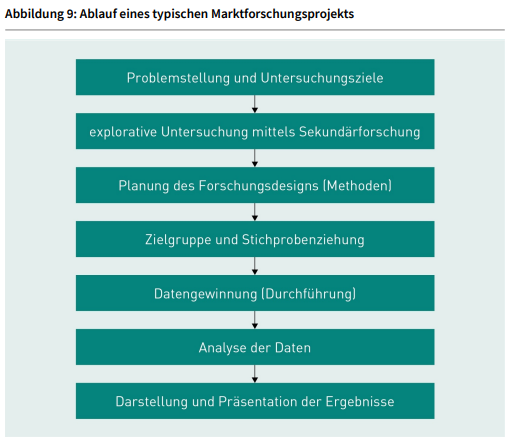 Abbildung 9: Ablauf eines typischen Marktforschungsprojekts
Problemstellung und Untersuchungsziele
explorative Untersuchung mittels Sekundärforschung
Planung des Forschungsdesigns (Methoden)
Zielgruppe und Stichprobenziehung
Datengewinnung (Durchführung)
Analyse der Daten
Darstellung und Präsentation der Ergebnisse